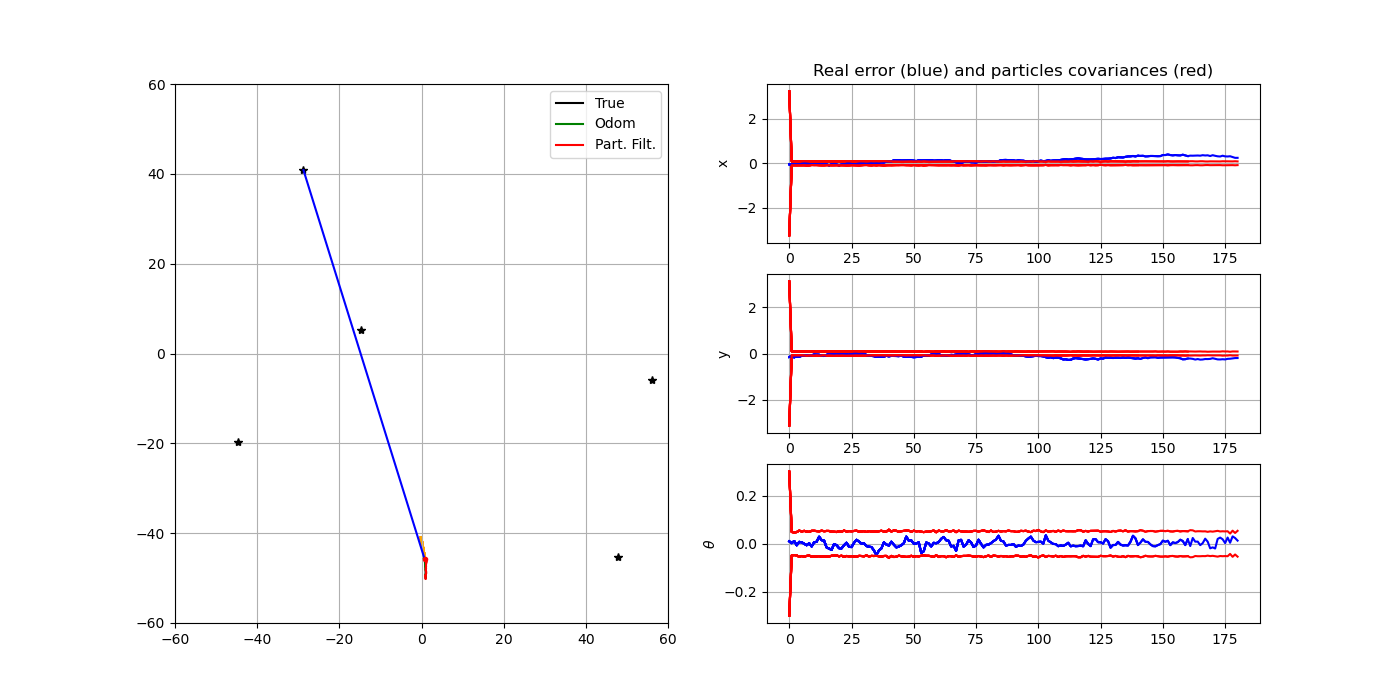 60
40
20
0
−20
−40
−60
−60 −40 −20 0 20 40 60
True
Odom
Part. Filt.
Real error (blue) and particles covariances (red)
x
2
0
−2
0 25 50 75 100 125 150 175
y
2
0
−2
0 25 50 75 100 125 150 175
θ
0.2
0.0
−0.2
0 25 50 75 100 125 150 175